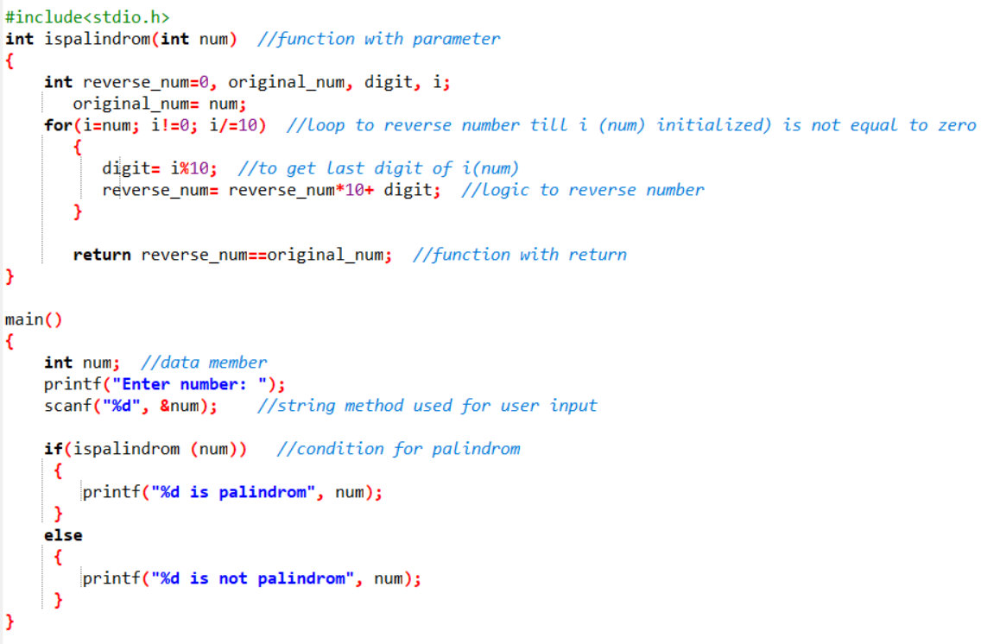 #include<stdio.h>
int ispalindrom(int num)  //function with parameter
{
    int reverse_num=0, original_num, digit, i;
       original_num= num;
    for(i=num; i!=0; i/=10)  //loop to reverse number till i (num) initialized) is not equal to zero
       {
          digit= i%10;  //to get last digit of i(num)
          reverse_num= reverse_num*10+ digit;  //logic to reverse number
       }

       return reverse_num==original_num;  //function with return
}

main()
{
    int num;  //data member
    printf("Enter number: ");
    scanf("%d", &num);    //string method used for user input

    if(ispalindrom (num))   //condition for palindrom
     {
        printf("%d is palindrom", num);
     }
    else
     {
        printf("%d is not palindrom", num);
     }
}